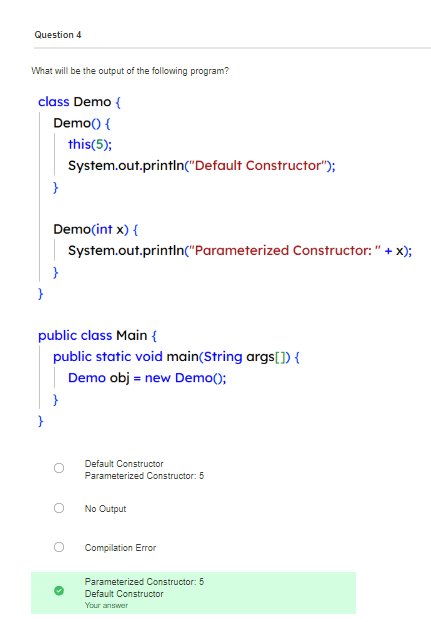 Question 4
What will be the output of the following program?
class Demo {
Demo() {
this(5);
System.out.println("Default Constructor");
}
Demo(int x) {
System.out.println("Parameterized Constructor: " + x);
}
}
public class Main {
public static void main(String args[]) {
Demo obj = new Demo();
}
}
Default Constructor
Parameterized Constructor: 5
No Output
Compilation Error
Parameterized Constructor: 5
Default Constructor
Your answer